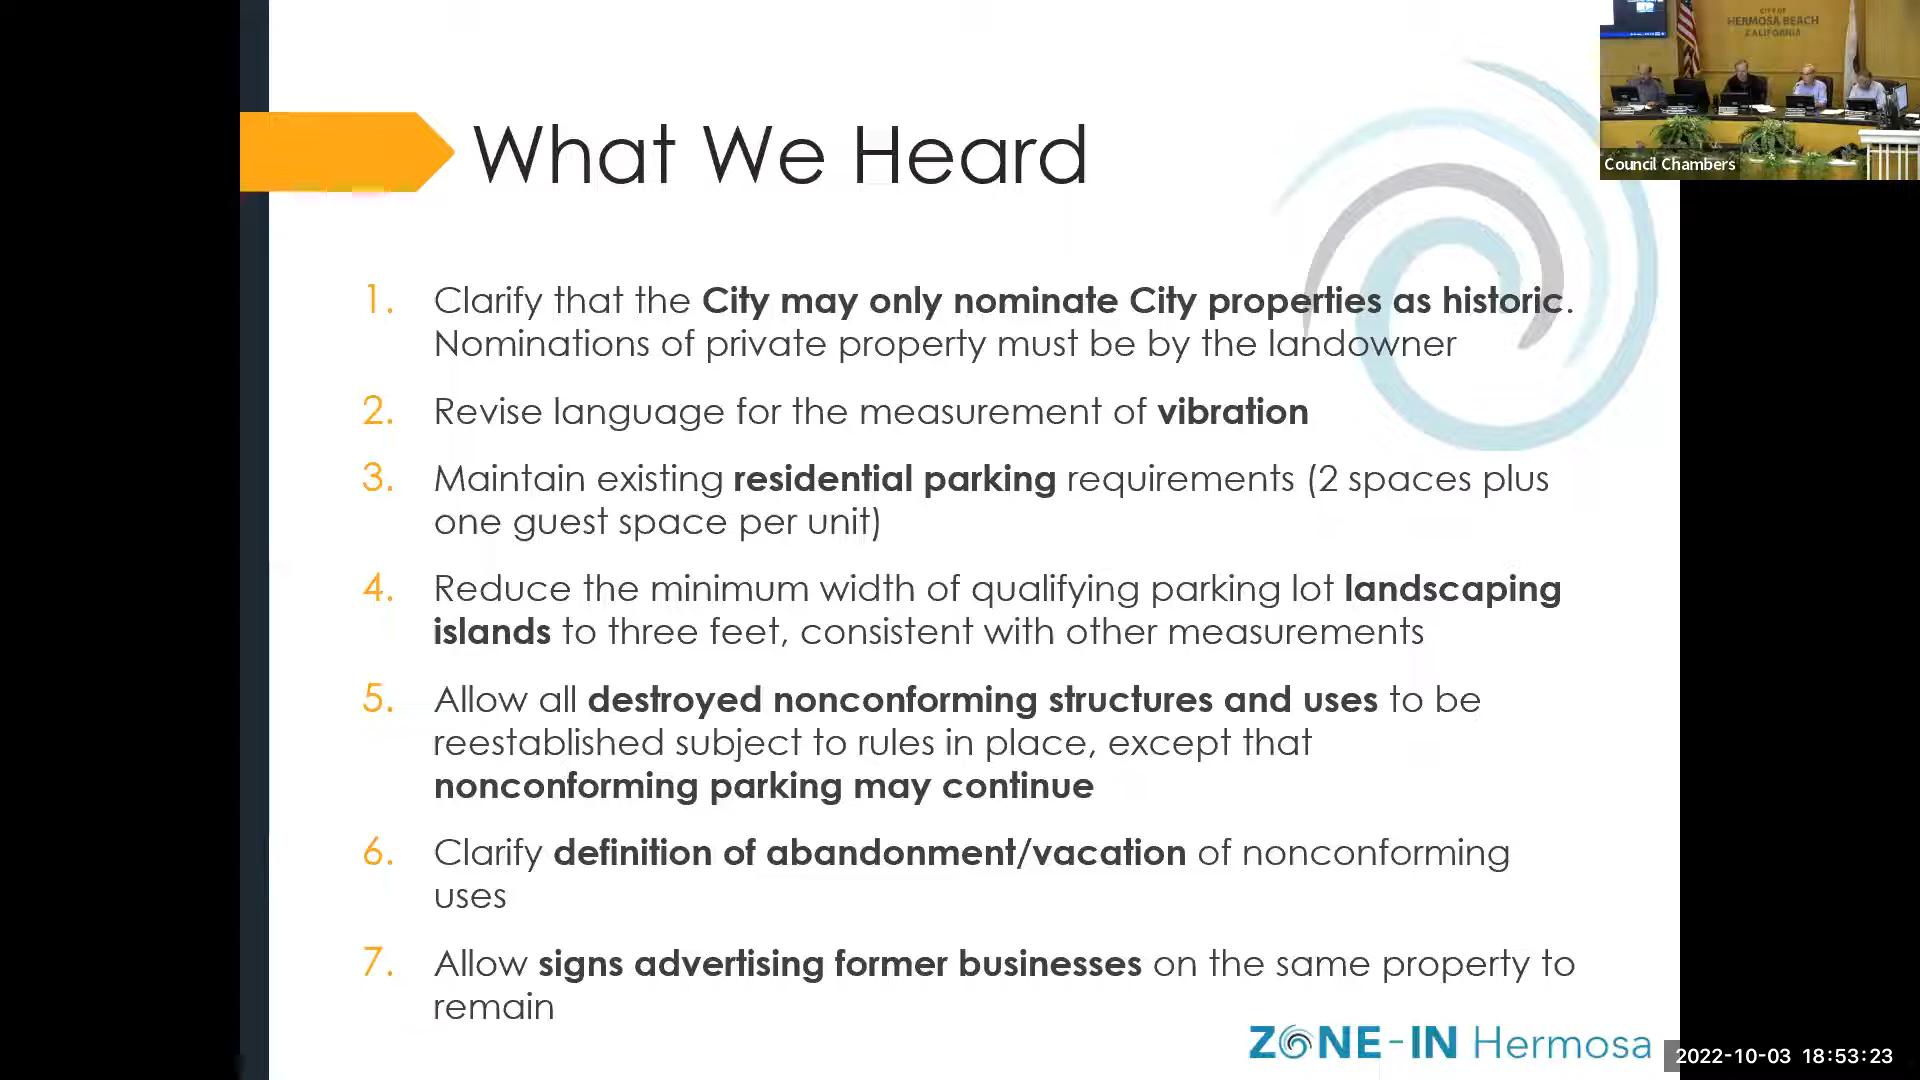 CITY OF
HERMOSA BEACH
CALIFORNIA
Council Chambers
What We Heard
1. Clarify that the City may only nominate City properties as historic.
Nominations of private property must be by the landowner
2. Revise language for the measurement of vibration
3. Maintain existing residential parking requirements (2 spaces plus
one guest space per unit)
4. Reduce the minimum width of qualifying parking lot landscaping
islands to three feet, consistent with other measurements
5. Allow all destroyed nonconforming structures and uses to be
reestablished subject to rules in place, except that
nonconforming parking may continue
6. Clarify definition of abandonment/vacation of nonconforming
uses
7. Allow signs advertising former businesses on the same property to
remain
ZONE-IN Hermosa
2022-10-03 18:53:23